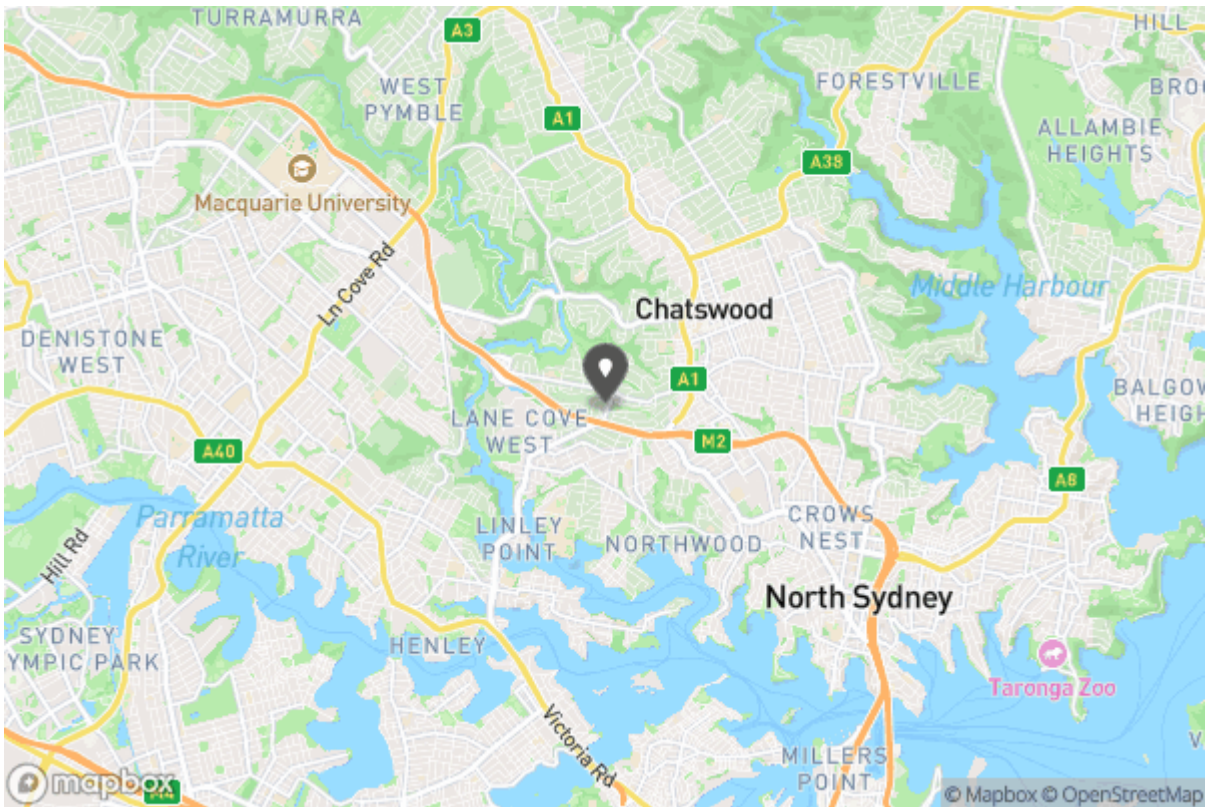 TURRAMURRA
A3
HILL
WEST
PYMBLE
FORESTVILLE
BROO
A1
ALLAMBIE
HEIGHTS
A38
Macquarie University
Ln Cove Rd
Middle Harbour
Chatswood
DENISTONE
WEST
A1
BALGOW
HEIGH
LANE COVE
WEST
M2
A40
A8
Parramatta
River
Hill Rd
LINLEY
POINT
NORTHWOOD
CROWS
NEST
North Sydney
SYDNEY
YMPIC PARK
HENLEY
Taronga Zoo
Victoria Rd
MILLERS
POINT
V
mapbox
M4
© Mapbox © OpenStreetMap